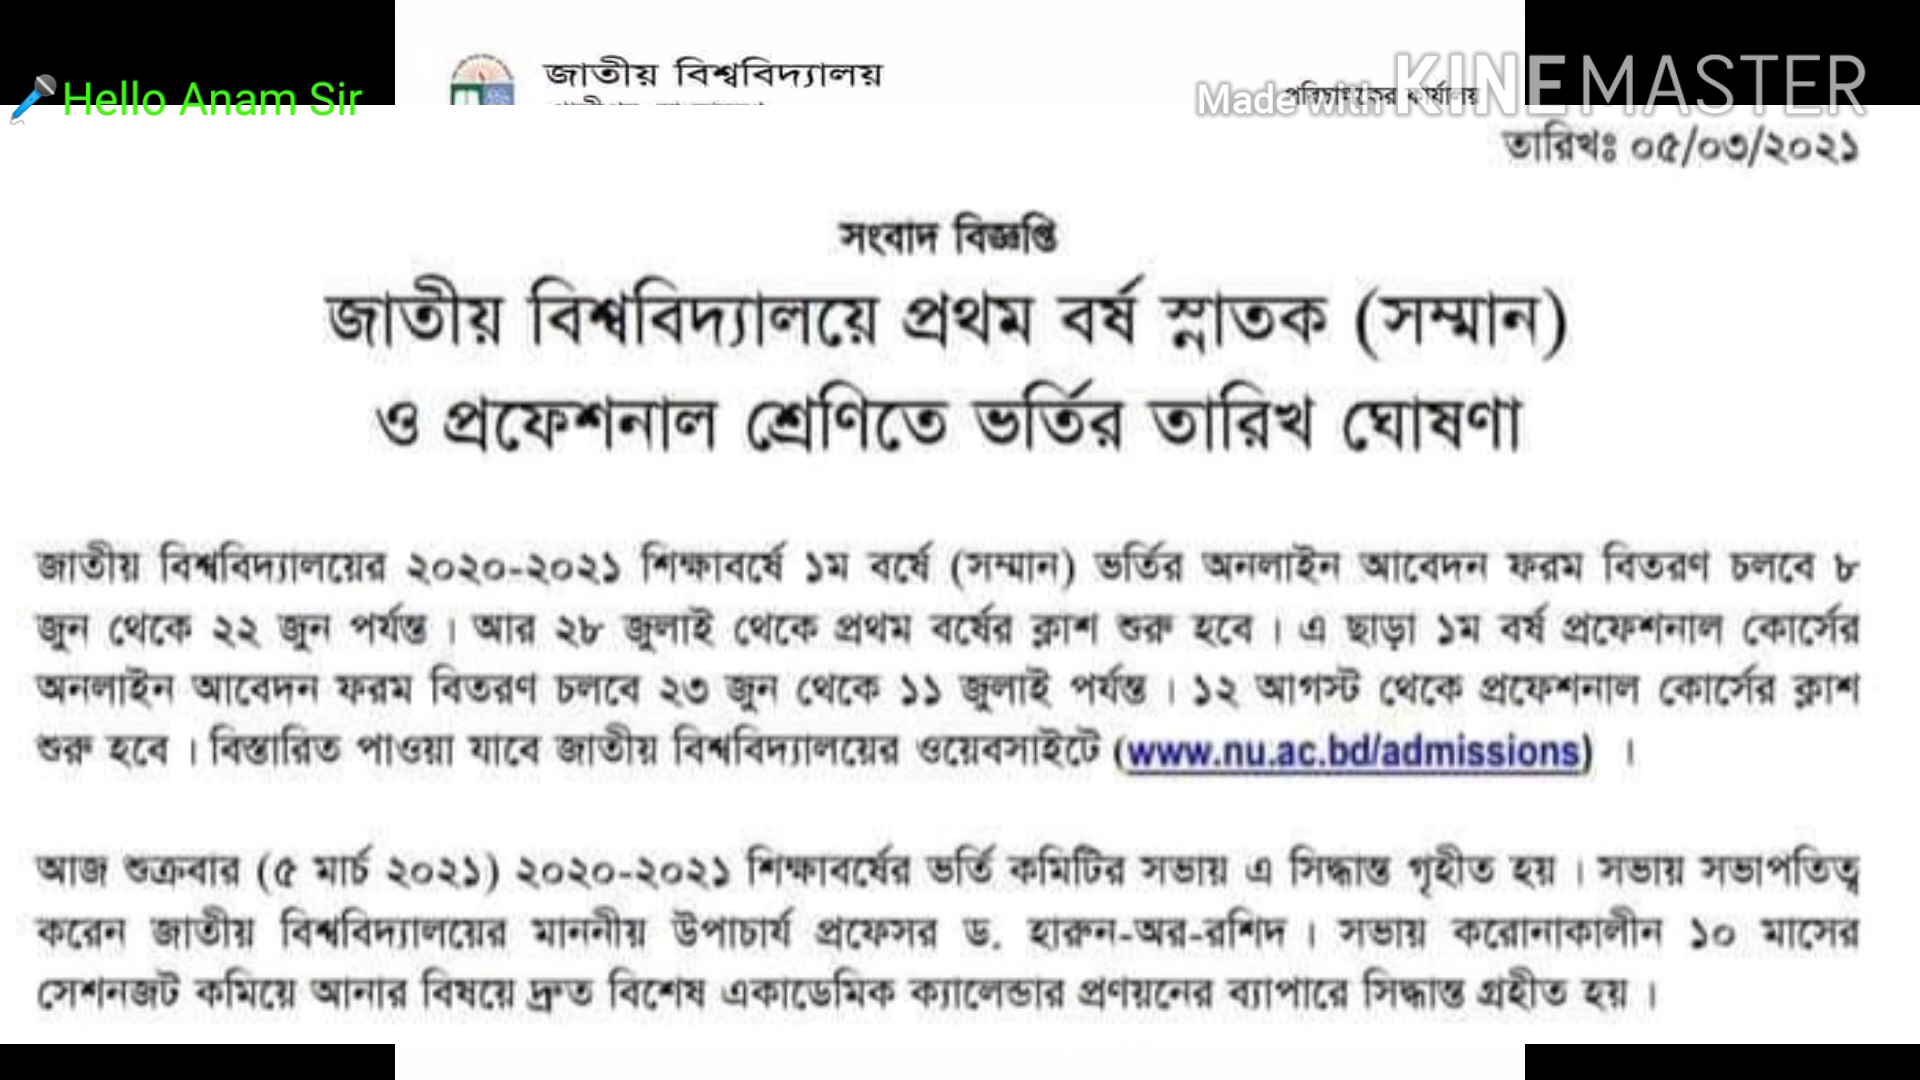 🎤Hello Anam Sir
জাতীয় বিশ্ববিদ্যালয়
Made with KINEMASTER
পরিচালকের কার্যালয়
তারিখঃ ০৫/০৩/২০২১
সংবাদ বিজ্ঞপ্তি
জাতীয় বিশ্ববিদ্যালয়ে প্রথম বর্ষ স্নাতক (সম্মান)
ও প্রফেশনাল শ্রেণিতে ভর্তির তারিখ ঘোষণা
জাতীয় বিশ্ববিদ্যালয়ের ২০২০-২০২১ শিক্ষাবর্ষে ১ম বর্ষে (সম্মান) ভর্তির অনলাইন আবেদন ফরম বিতরণ চলবে ৮
জুন থেকে ২২ জুন পর্যন্ত । আর ২৮ জুলাই থেকে প্রথম বর্ষের ক্লাশ শুরু হবে । এ ছাড়া ১ম বর্ষ প্রফেশনাল কোর্সের
অনলাইন আবেদন ফরম বিতরণ চলবে ২৩ জুন থেকে ১১ জুলাই পর্যন্ত । ১২ আগস্ট থেকে প্রফেশনাল কোর্সের ক্লাশ
শুরু হবে । বিস্তারিত পাওয়া যাবে জাতীয় বিশ্ববিদ্যালয়ের ওয়েবসাইটে (www.nu.ac.bd/admissions) ।
আজ শুক্রবার (৫ মার্চ ২০২১) ২০২০-২০২১ শিক্ষাবর্ষের ভর্তি কমিটির সভায় এ সিদ্ধান্ত গৃহীত হয় । সভায় সভাপতিত্ব
করেন জাতীয় বিশ্ববিদ্যালয়ের মাননীয় উপাচার্য প্রফেসর ড. হারুন-অর-রশিদ । সভায় করোনাকালীন ১০ মাসের
সেশনজট কমিয়ে আনার বিষয়ে দ্রুত বিশেষ একাডেমিক ক্যালেন্ডার প্রণয়নের ব্যাপারে সিদ্ধান্ত গ্রহীত হয় ।